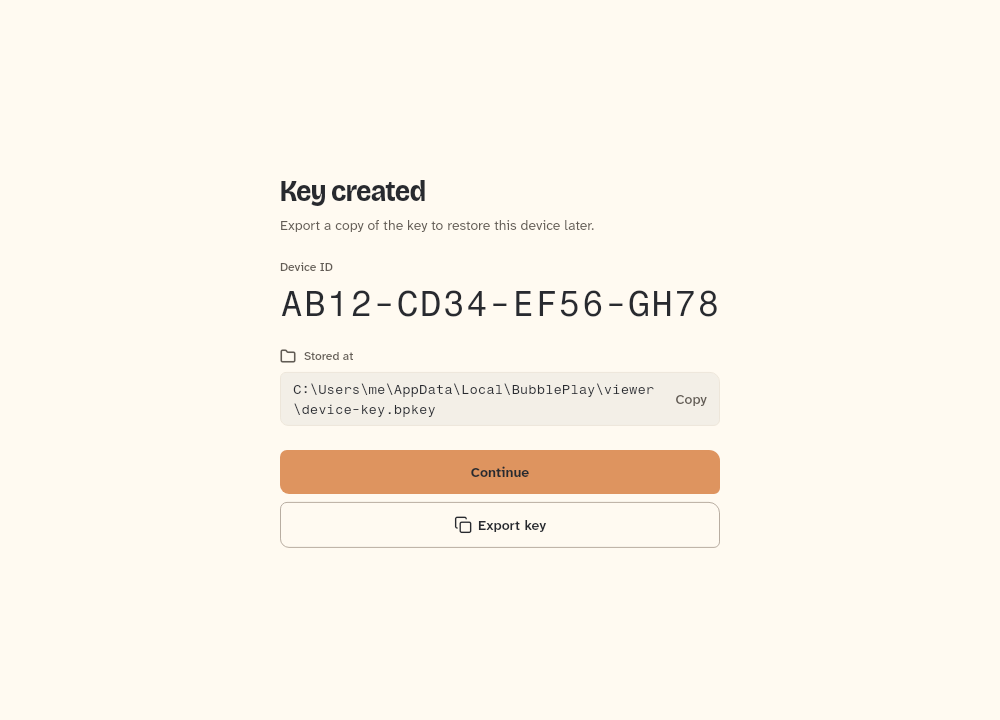 Key created
Export a copy of the key to restore this device later.
Device ID
AB12-CD34-EF56-GH78
Stored at
C:\Users\me\AppData\Local\BubblePlay\viewer
\device-key.bpkey
Copy
Continue
Export key